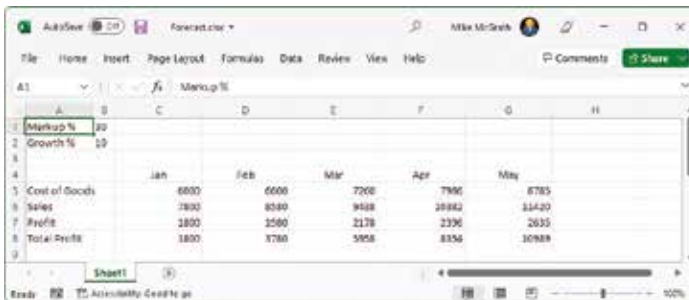 AutoSave Off Forecast.xlsx Mike McGrath
File Home Insert Page Layout Formulas Data Review View Help Comments Share
A1 fx Markup %
A B C D E F G H
1 Markup % 30
2 Growth % 10
3
4 Jan Feb Mar Apr May
5 Cost of Goods 6000 6600 7260 7986 8785
6 Sales 7800 8580 9438 10382 11420
7 Profit 1800 1980 2178 2396 2635
8 Total Profit 1800 3780 5958 8354 10989
9
Sheet1
Ready Accessibility: Good to go 100%